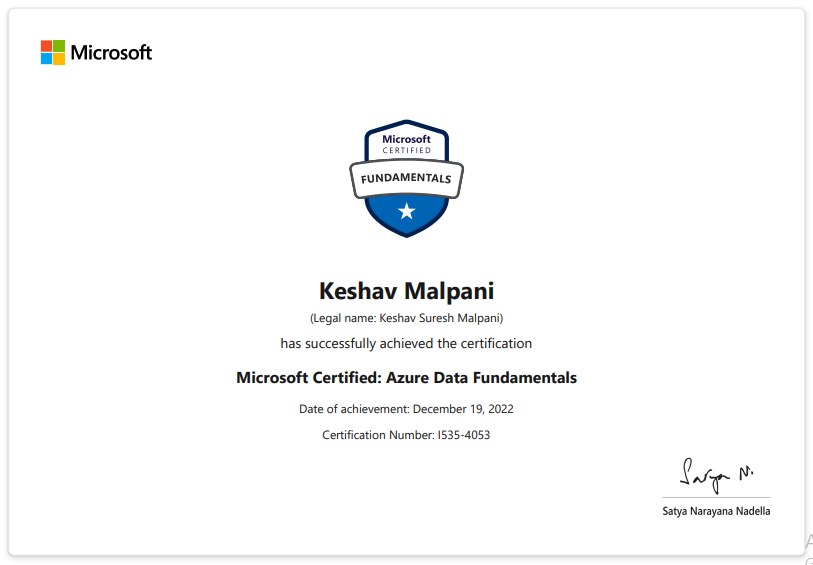 Microsoft
Microsoft
CERTIFIED
FUNDAMENTALS
Keshav Malpani
(Legal name: Keshav Suresh Malpani)
has successfully achieved the certification
Microsoft Certified: Azure Data Fundamentals
Date of achievement: December 19, 2022
Certification Number: I535-4053
Satya N.
Satya Narayana Nadella